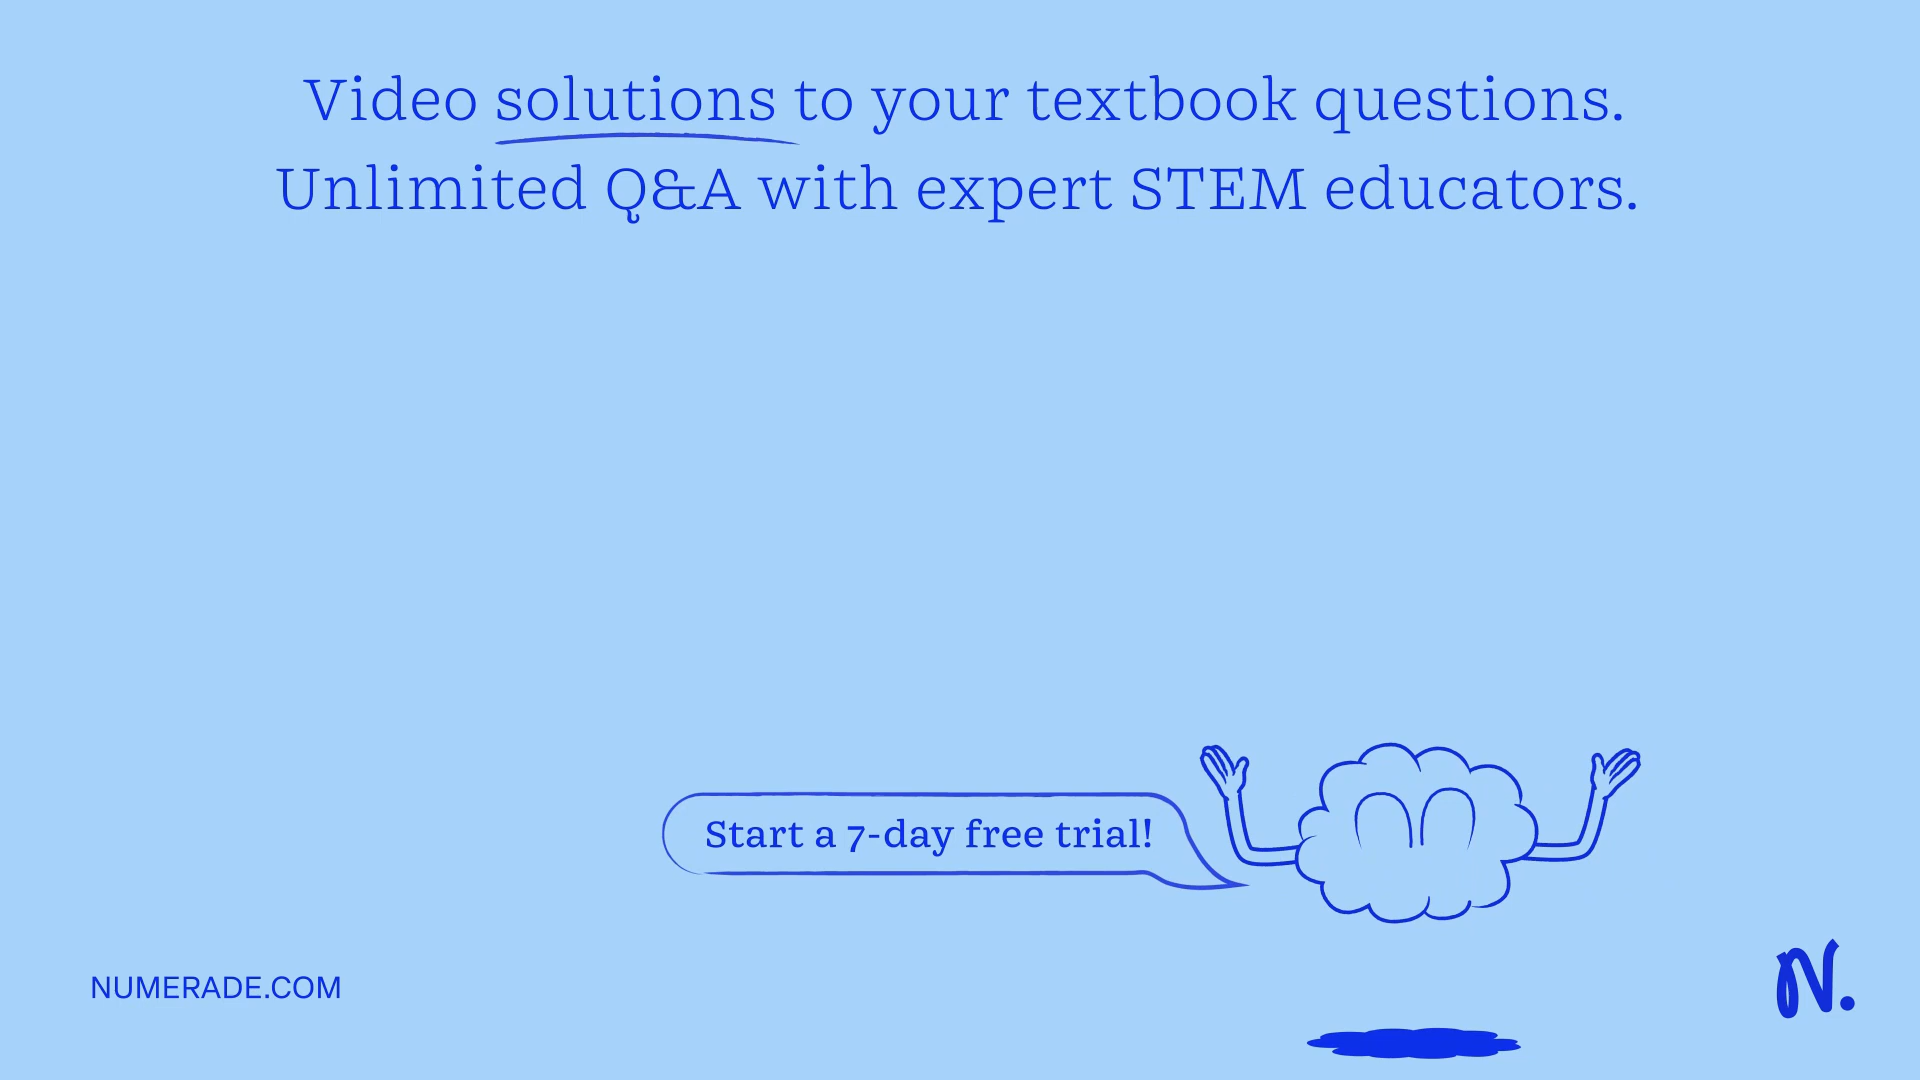 Video solutions to your textbook questions.
Unlimited Q&A with expert STEM educators.
Start a 7-day free trial!
NUMERADE.COM
N.